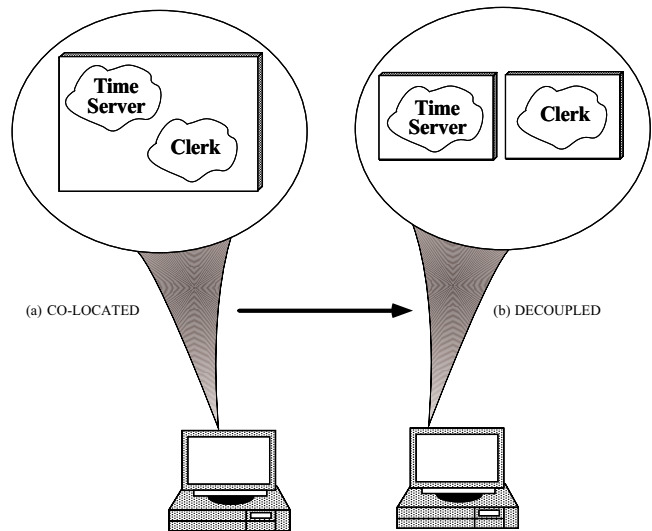 Time
Server
Clerk
Time
Server
Clerk
(a) CO-LOCATED
(b) DECOUPLED